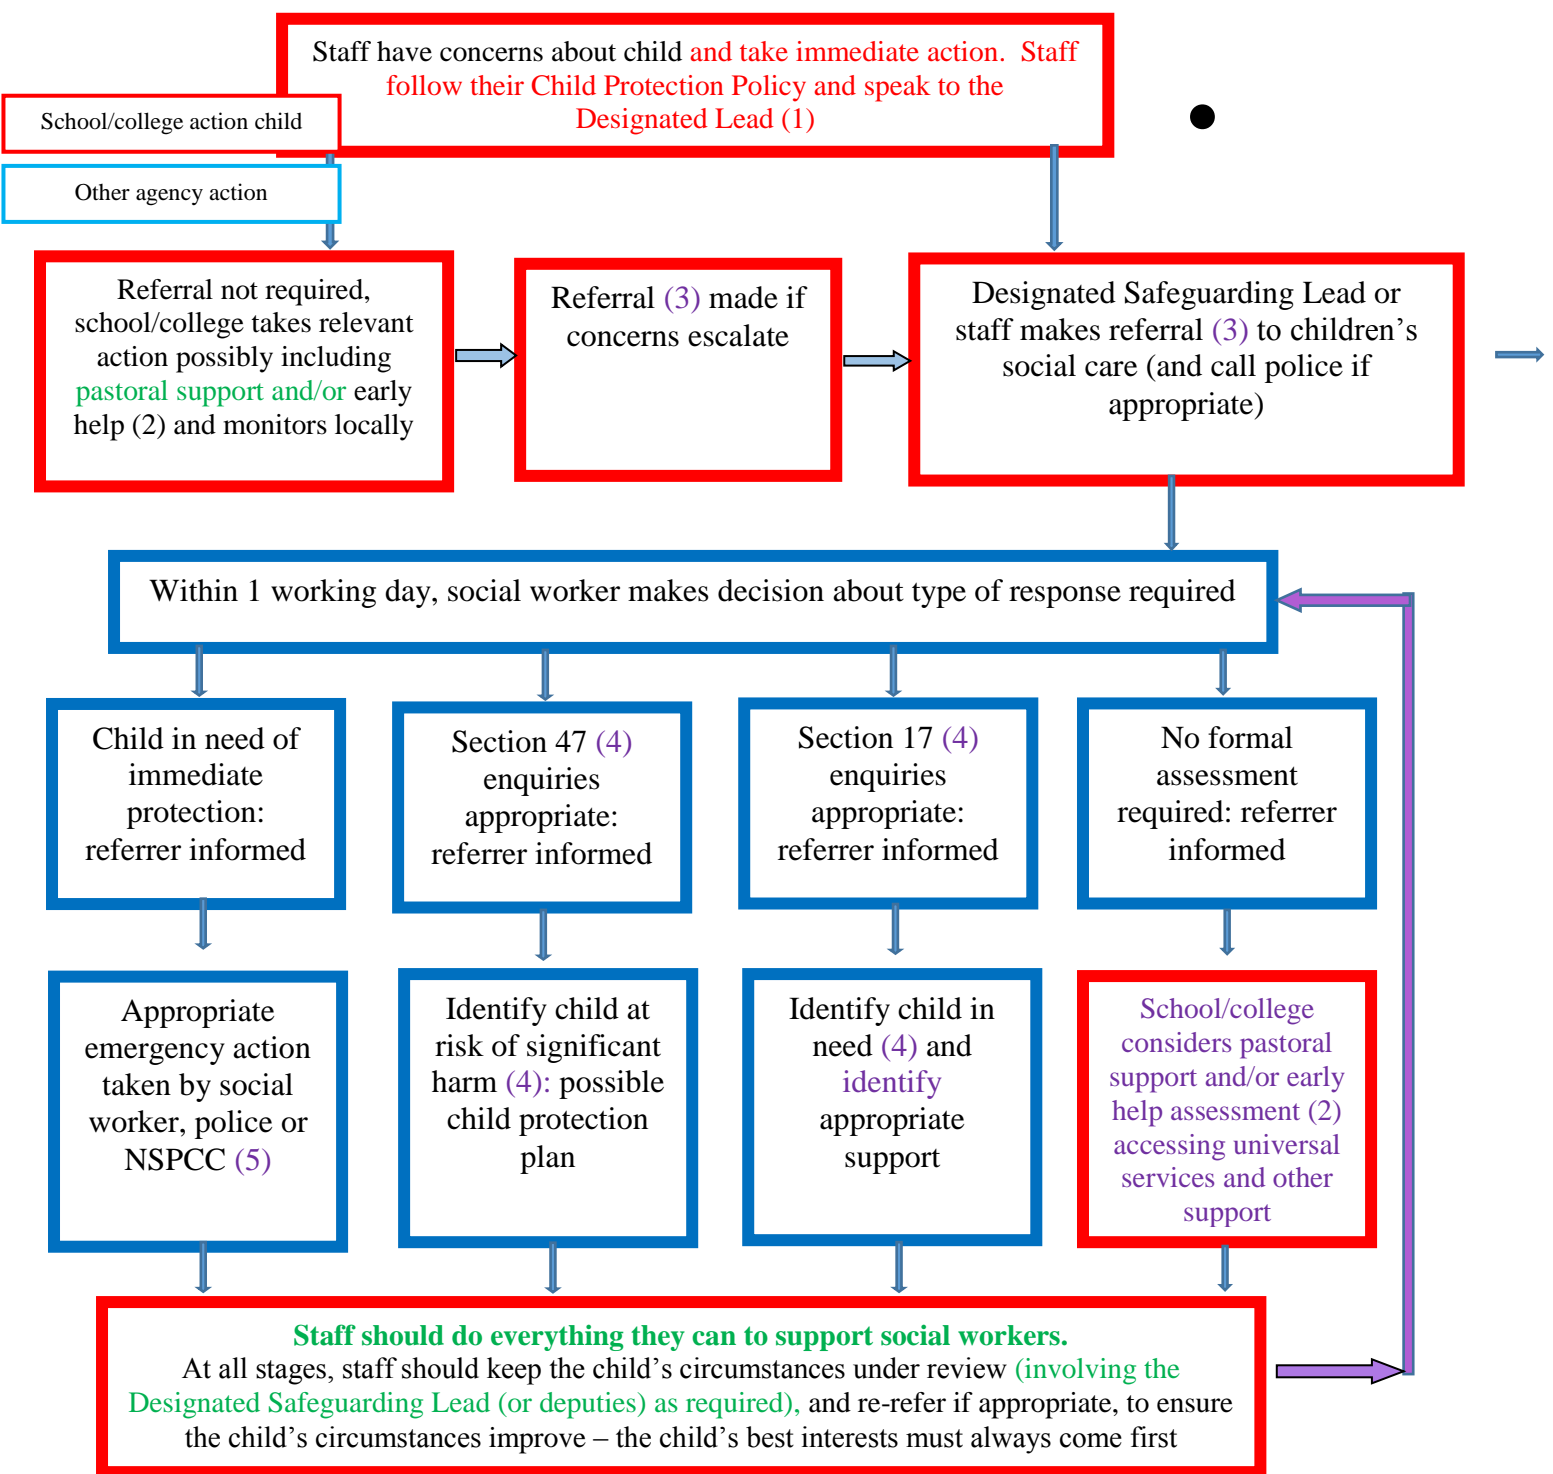 Staff have concerns about child and take immediate action.  Staff
follow their Child Protection Policy and speak to the
Designated Lead (1)
School/college action child
Other agency action
Referral not required,
school/college takes relevant
action possibly including
pastoral support and/or early
help (2) and monitors locally
Referral (3) made if
concerns escalate
Designated Safeguarding Lead or
staff makes referral (3) to children’s
social care (and call police if
appropriate)
Within 1 working day, social worker makes decision about type of response required
Child in need of
immediate
protection:
referrer informed
Section 47 (4)
enquiries
appropriate:
referrer informed
Section 17 (4)
enquiries
appropriate:
referrer informed
No formal
assessment
required: referrer
informed
Appropriate
emergency action
taken by social
worker, police or
NSPCC (5)
Identify child at
risk of significant
harm (4): possible
child protection
plan
Identify child in
need (4) and
identify
appropriate
support
School/college
considers pastoral
support and/or early
help assessment (2)
accessing universal
services and other
support
Staff should do everything they can to support social workers.
At all stages, staff should keep the child’s circumstances under review (involving the
Designated Safeguarding Lead (or deputies) as required), and re-refer if appropriate, to ensure
the child’s circumstances improve – the child’s best interests must always come first